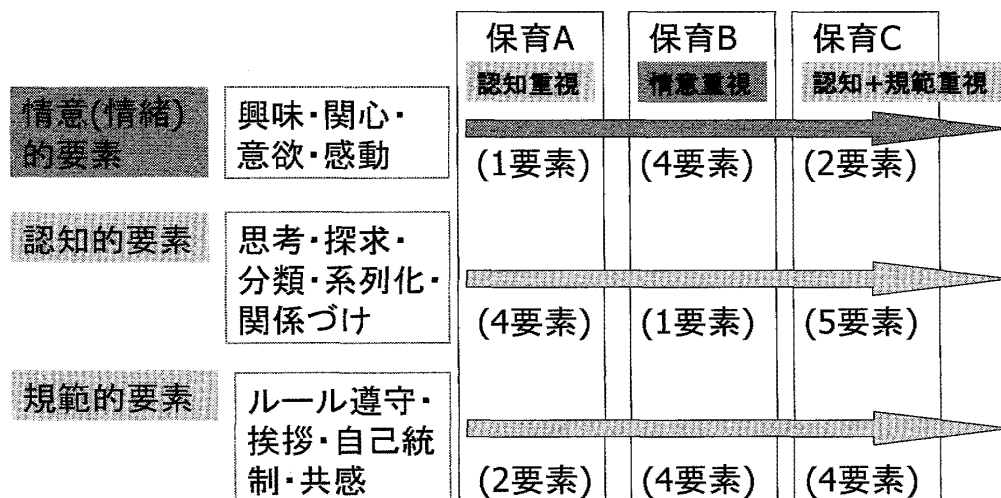 保育A
保育B
保育C
認知重視
情意重視
認知+規範重視
情意(情緒)
的要素
興味・関心・
意欲・感動
(1要素)
(4要素)
(2要素)
認知的要素
思考・探求・
分類・系列化・
関係づけ
(4要素)
(1要素)
(5要素)
規範的要素
ルール遵守・
挨拶・自己統
制・共感
(2要素)
(4要素)
(4要素)